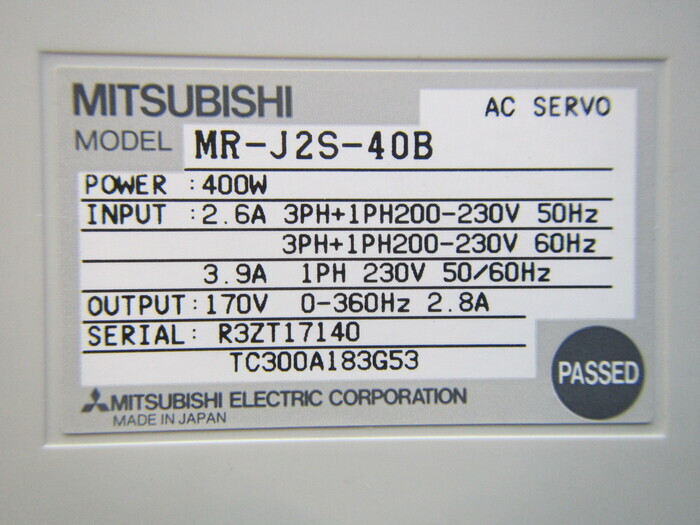 MITSUBISHI
AC SERVO
MODEL MR-J2S-40B
POWER :400W
INPUT :2.6A 3PH+1PH200-230V 50Hz
3PH+1PH200-230V 60Hz
3.9A 1PH 230V 50/60Hz
OUTPUT:170V 0-360Hz 2.8A
SERIAL: R3ZT17140
TC300A183G53
PASSED
MITSUBISHI ELECTRIC CORPORATION
MADE IN JAPAN